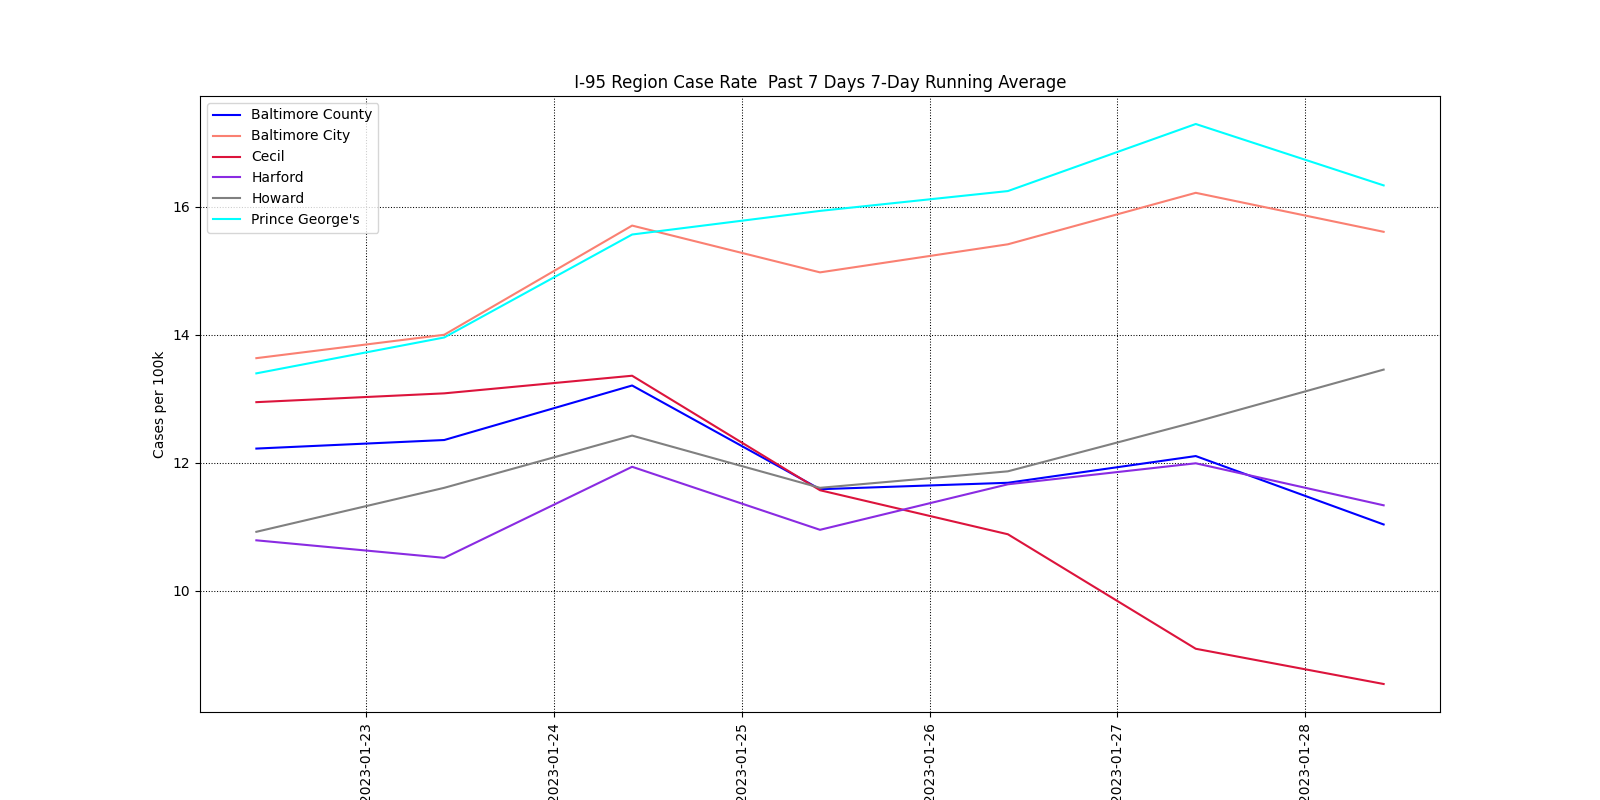 I-95 Region Case Rate  Past 7 Days 7-Day Running Average
Baltimore County
Baltimore City
Cecil
Harford
Howard
Prince George's
Cases per 100k
16
14
12
10
2023-01-23
2023-01-24
2023-01-25
2023-01-26
2023-01-27
2023-01-28